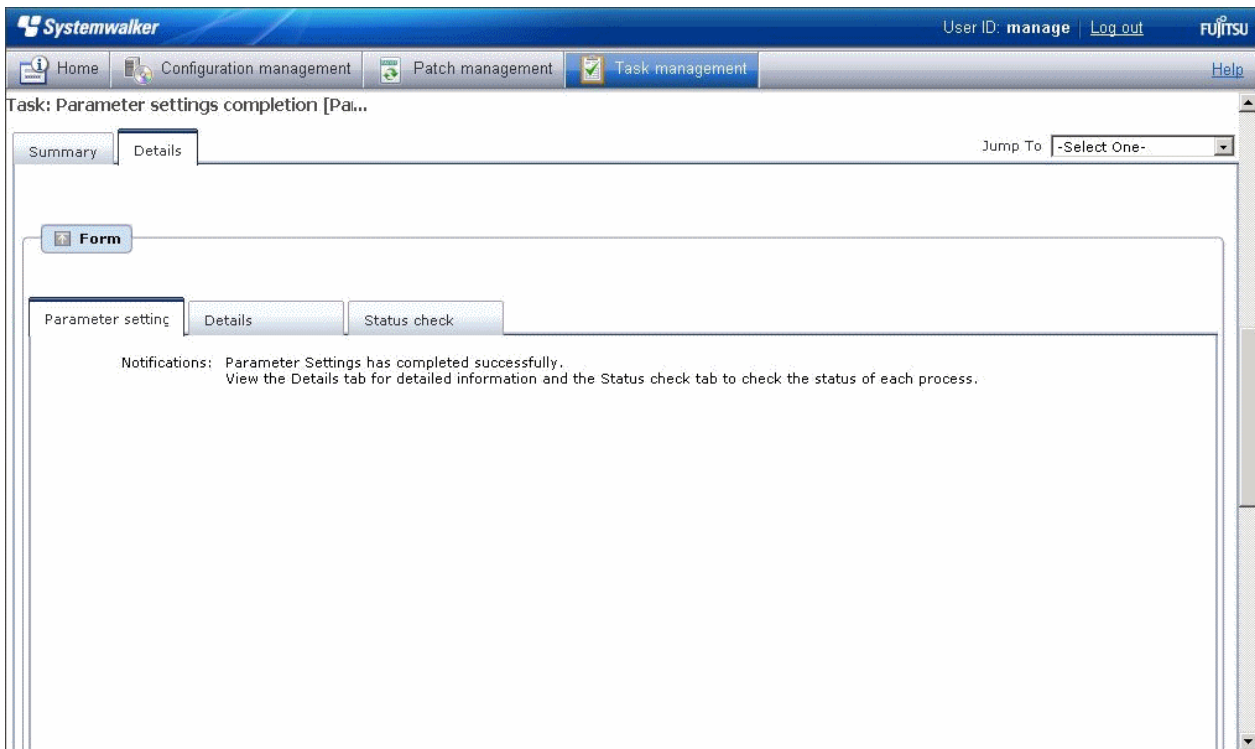 Systemwalker
User ID: manage Log out FUJITSU
Home Configuration management Patch management Task management Help
Task: Parameter settings completion [Pa...
Summary Details Jump To -Select One-
Form
Parameter setting Details Status check
Notifications: Parameter Settings has completed successfully.
View the Details tab for detailed information and the Status check tab to check the status of each process.